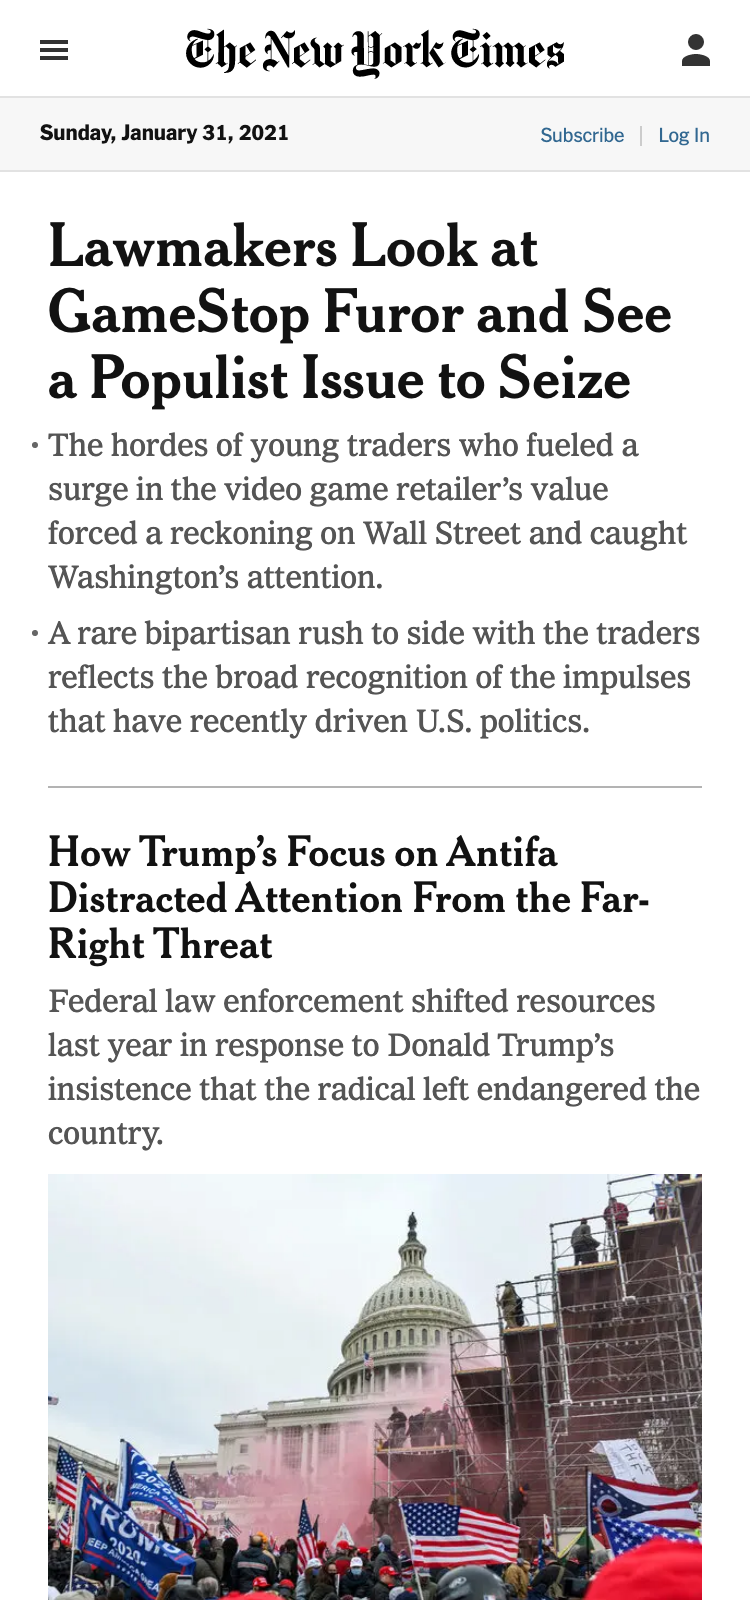 The New York Times
Sunday, January 31, 2021
Subscribe | Log In
Lawmakers Look at
GameStop Furor and See
a Populist Issue to Seize
• The hordes of young traders who fueled a
surge in the video game retailer’s value
forced a reckoning on Wall Street and caught
Washington’s attention.
• A rare bipartisan rush to side with the traders
reflects the broad recognition of the impulses
that have recently driven U.S. politics.
How Trump’s Focus on Antifa
Distracted Attention From the Far-
Right Threat
Federal law enforcement shifted resources
last year in response to Donald Trump’s
insistence that the radical left endangered the
country.
TRUMP
2020